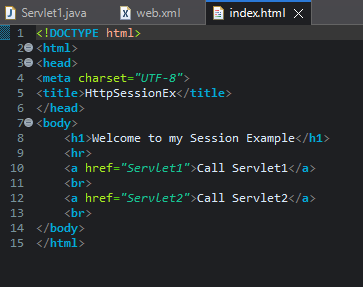 Servlet1.java web.xml index.html
1 <!DOCTYPE html>
2 <html>
3 <head>
4 <meta charset="UTF-8">
5 <title>HttpSessionEx</title>
6 </head>
7 <body>
8 <h1>Welcome to my Session Example</h1>
9 <hr>
10 <a href="Servlet1">Call Servlet1</a>
11 <br>
12 <a href="Servlet2">Call Servlet2</a>
13 <br>
14 </body>
15 </html>